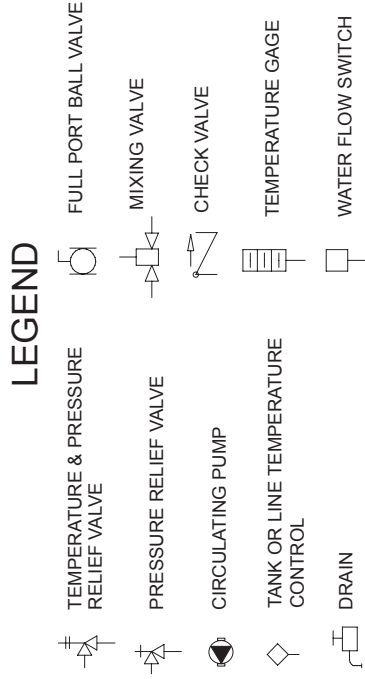 LEGEND
TEMPERATURE & PRESSURE
RELIEF VALVE
PRESSURE RELIEF VALVE
CIRCULATING PUMP
TANK OR LINE TEMPERATURE
CONTROL
DRAIN
FULL PORT BALL VALVE
MIXING VALVE
CHECK VALVE
TEMPERATURE GAGE
WATER FLOW SWITCH